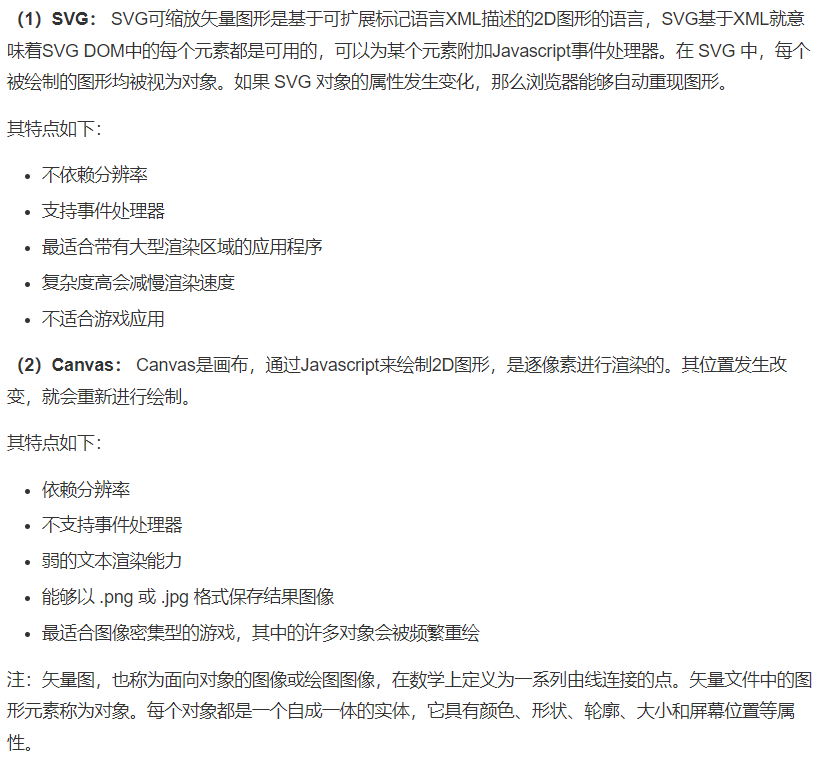 （1）SVG： SVG可缩放矢量图形是基于可扩展标记语言XML描述的2D图形的语言，SVG基于XML就意
味着SVG DOM中的每个元素都是可用的，可以为某个元素附加Javascript事件处理器。在 SVG 中，每个
被绘制的图形均被视为对象。如果 SVG 对象的属性发生变化，那么浏览器能够自动重现图形。
其特点如下：
• 不依赖分辨率
• 支持事件处理器
• 最适合带有大型渲染区域的应用程序
• 复杂度高会减慢渲染速度
• 不适合游戏应用
（2）Canvas： Canvas是画布，通过Javascript来绘制2D图形，是逐像素进行渲染的。其位置发生改
变，就会重新进行绘制。
其特点如下：
• 依赖分辨率
• 不支持事件处理器
• 弱的文本渲染能力
• 能够以 .png 或 .jpg 格式保存结果图像
• 最适合图像密集型的游戏，其中的许多对象会被频繁重绘
注：矢量图，也称为面向对象的图像或绘图图像，在数学上定义为一系列由线连接的点。矢量文件中的图
形元素称为对象。每个对象都是一个自成一体的实体，它具有颜色、形状、轮廓、大小和屏幕位置等属
性。